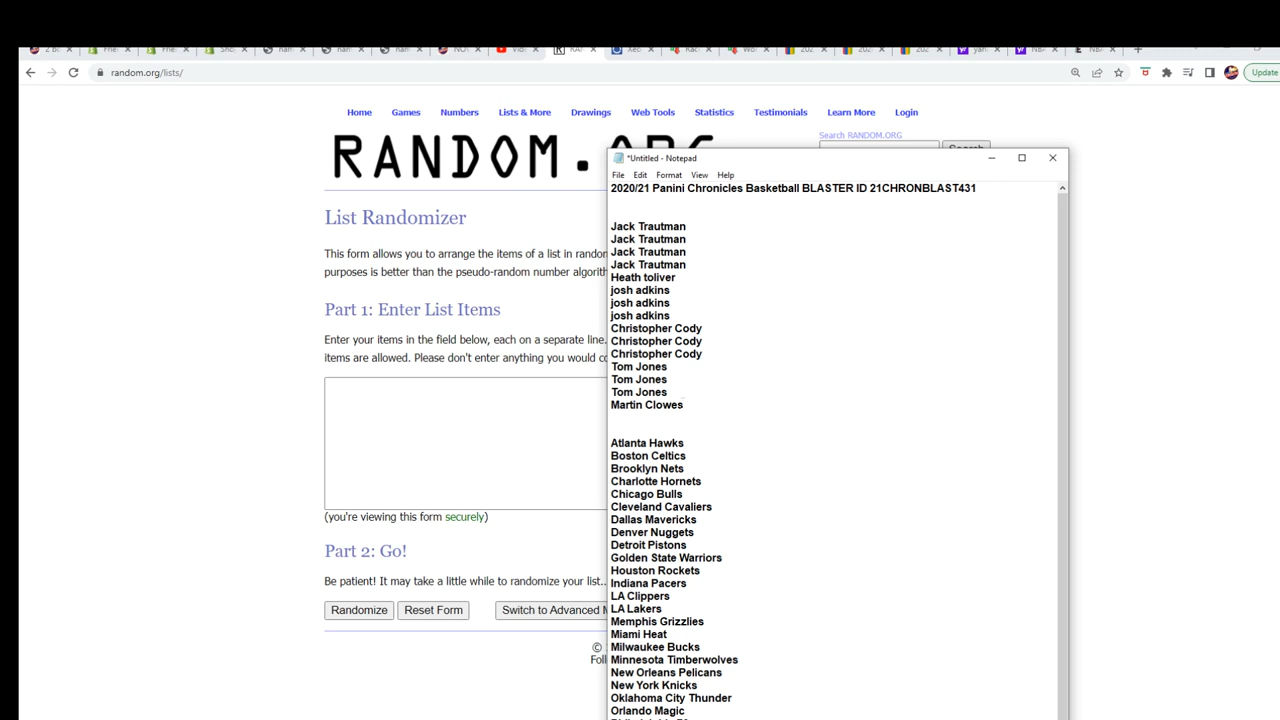 random.org/lists/
Update
Home Games Numbers Lists & More Drawings Web Tools Statistics Testimonials Learn More Login
Search RANDOM.ORG
RANDOM.ORG
Search
*Untitled - Notepad
File Edit Format View Help
2020/21 Panini Chronicles Basketball BLASTER ID 21CHRONBLAST431
List Randomizer
This form allows you to arrange the items of a list in
purposes is better than the pseudo-random number
Part 1: Enter List Items
Enter your items in the field below, each on a separate line.
items are allowed. Please don't enter anything you would
(you're viewing this form securely)
Part 2: Go!
Be patient! It may take a little while to randomize your list..
Randomize Reset Form Switch to Advanced
©
Jack Trautman
Jack Trautman
Jack Trautman
Jack Trautman
Heath toliver
josh adkins
josh adkins
josh adkins
Christopher Cody
Christopher Cody
Christopher Cody
Tom Jones
Tom Jones
Tom Jones
Martin Clowes
Atlanta Hawks
Boston Celtics
Brooklyn Nets
Charlotte Hornets
Chicago Bulls
Cleveland Cavaliers
Dallas Mavericks
Denver Nuggets
Detroit Pistons
Golden State Warriors
Houston Rockets
Indiana Pacers
LA Clippers
LA Lakers
Memphis Grizzlies
Miami Heat
Milwaukee Bucks
Minnesota Timberwolves
New Orleans Pelicans
New York Knicks
Oklahoma City Thunder
Orlando Magic